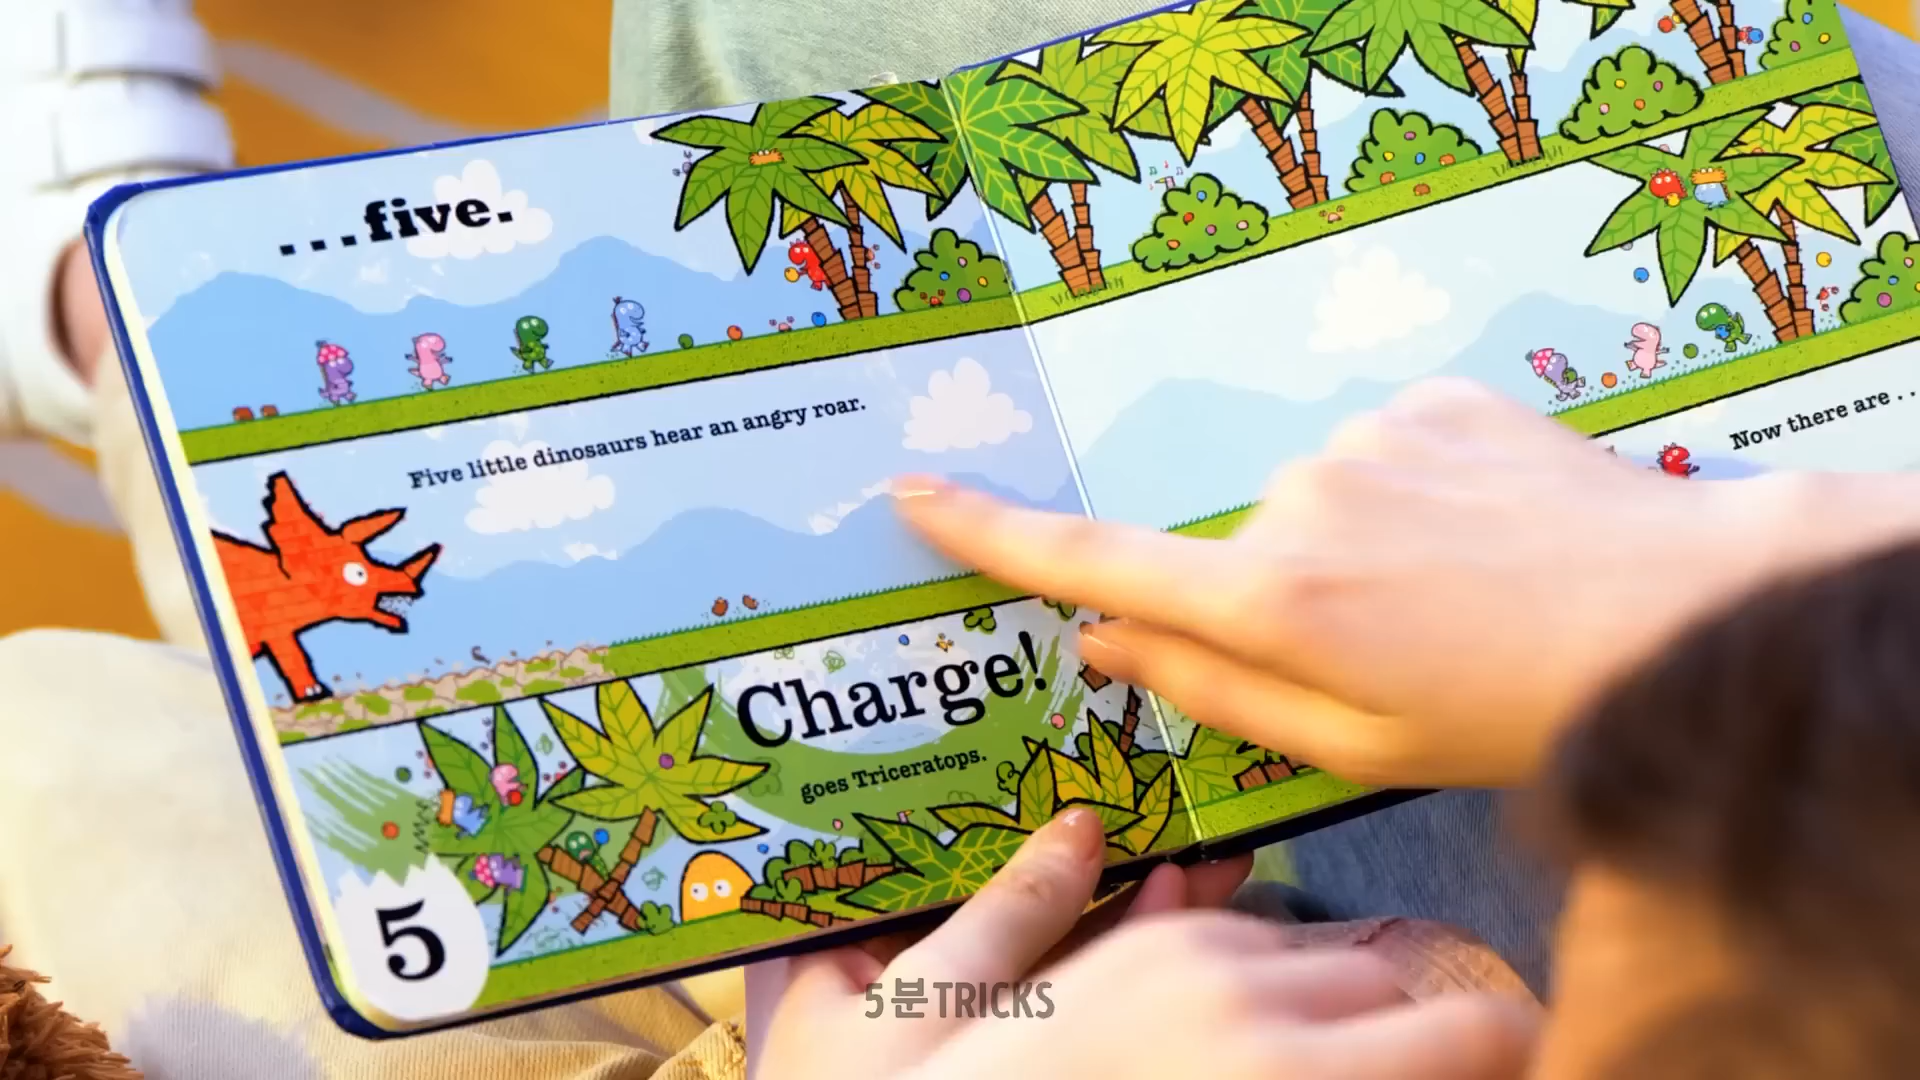 ...five.
Five little dinosaurs hear an angry roar.
Now there are . .
Charge!
goes Triceratops.
5
5분TRICKS